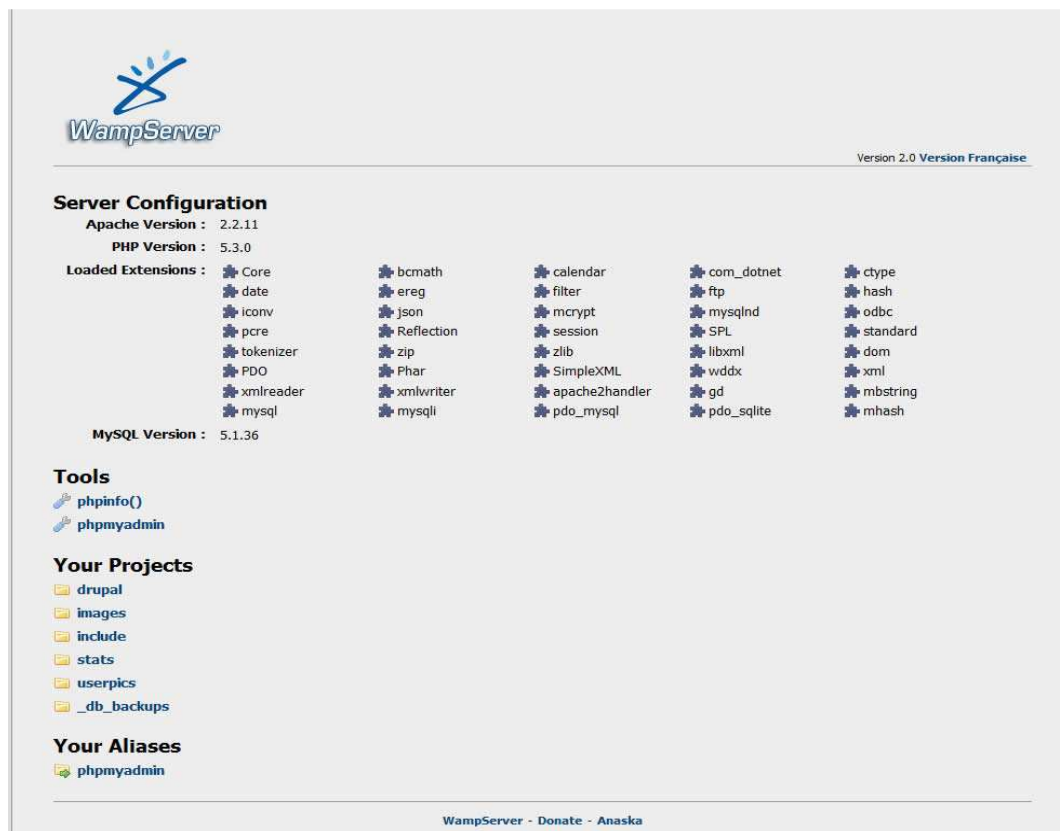 WampServer
Version 2.0 Version Française
Server Configuration
Apache Version : 2.2.11
PHP Version : 5.3.0
Loaded Extensions : Core bcmath calendar com_dotnet ctype
date ereg filter ftp hash
iconv json mcrypt mysqlnd odbc
pcre Reflection session SPL standard
tokenizer zip zlib libxml dom
PDO Phar SimpleXML wddx xml
xmlreader xmlwriter apache2handler gd mbstring
mysql mysqli pdo_mysql pdo_sqlite mhash
MySQL Version : 5.1.36
Tools
phpinfo()
phpmyadmin
Your Projects
drupal
images
include
stats
userpics
_db_backups
Your Aliases
phpmyadmin
WampServer - Donate - Anaska